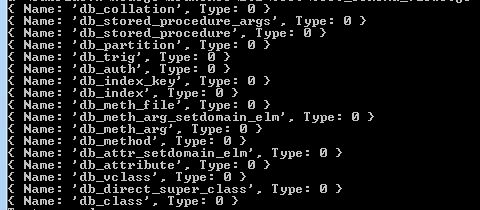 { Name: 'db_collation', Type: 0 }
{ Name: 'db_stored_procedure_args', Type: 0 }
{ Name: 'db_stored_procedure', Type: 0 }
{ Name: 'db_partition', Type: 0 }
{ Name: 'db_trig', Type: 0 }
{ Name: 'db_auth', Type: 0 }
{ Name: 'db_index_key', Type: 0 }
{ Name: 'db_index', Type: 0 }
{ Name: 'db_meth_file', Type: 0 }
{ Name: 'db_meth_arg_setdomain_elm', Type: 0 }
{ Name: 'db_meth_arg', Type: 0 }
{ Name: 'db_method', Type: 0 }
{ Name: 'db_attr_setdomain_elm', Type: 0 }
{ Name: 'db_attribute', Type: 0 }
{ Name: 'db_vclass', Type: 0 }
{ Name: 'db_direct_super_class', Type: 0 }
{ Name: 'db_class', Type: 0 }